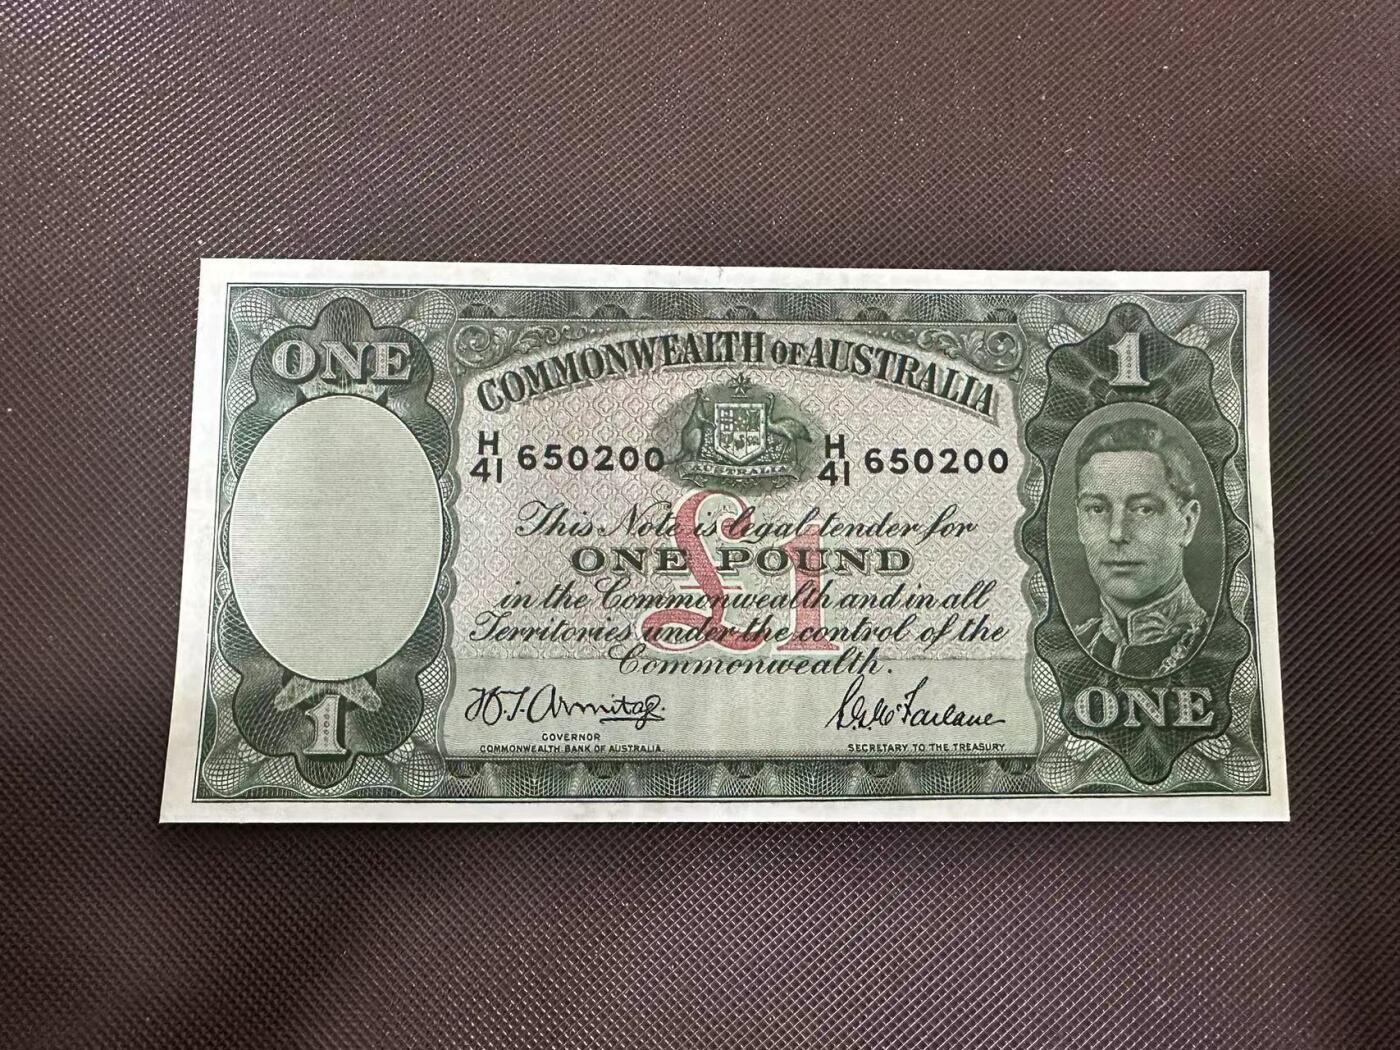 ONE
1
COMMONWEALTH OF AUSTRALIA
H
41 650200
H
41 650200
AUSTRALIA
£1
This Note is legal tender for
ONE POUND
in the Commonwealth and in all
Territories under the control of the
Commonwealth.
H.T. Armitage.
GOVERNOR
COMMONWEALTH BANK OF AUSTRALIA.
S.G. McFarlane
SECRETARY TO THE TREASURY
1
ONE